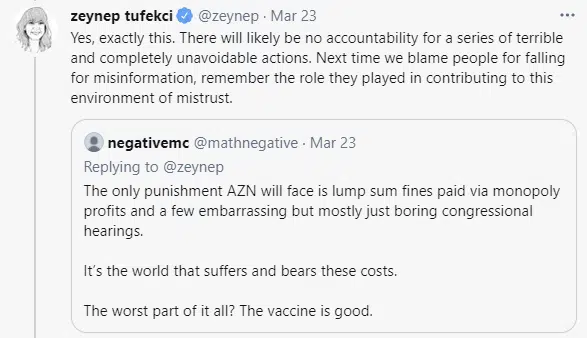 zeynep tufekci @zeynep · Mar 23
Yes, exactly this. There will likely be no accountability for a series of terrible
and completely unavoidable actions. Next time we blame people for falling
for misinformation, remember the role they played in contributing to this
environment of mistrust.
negativemc @mathnegative · Mar 23
Replying to @zeynep
The only punishment AZN will face is lump sum fines paid via monopoly
profits and a few embarrassing but mostly just boring congressional
hearings.
It's the world that suffers and bears these costs.
The worst part of it all? The vaccine is good.